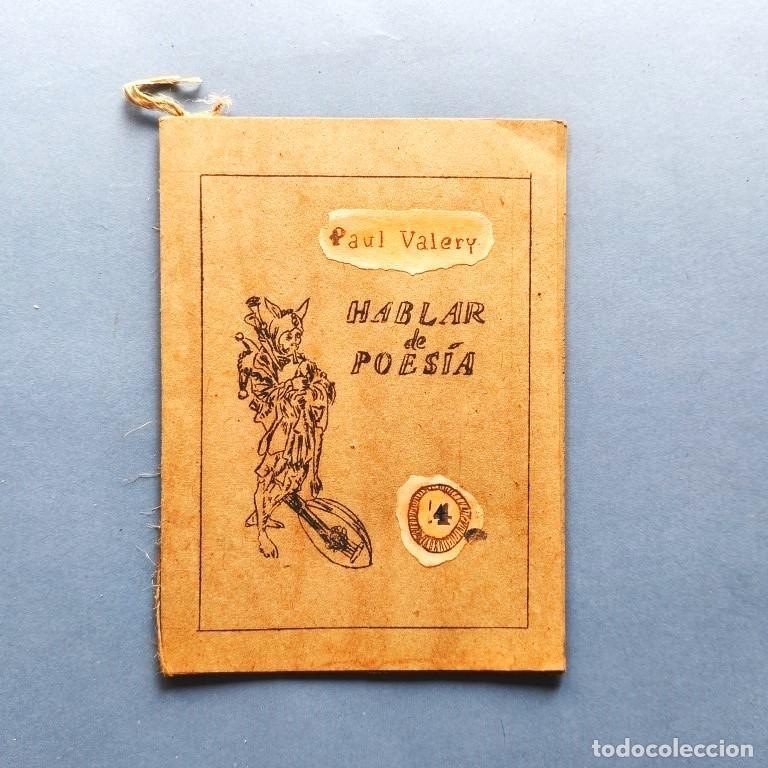 Paul Valery
HABLAR
de
POESÍA
4
todocoleccion